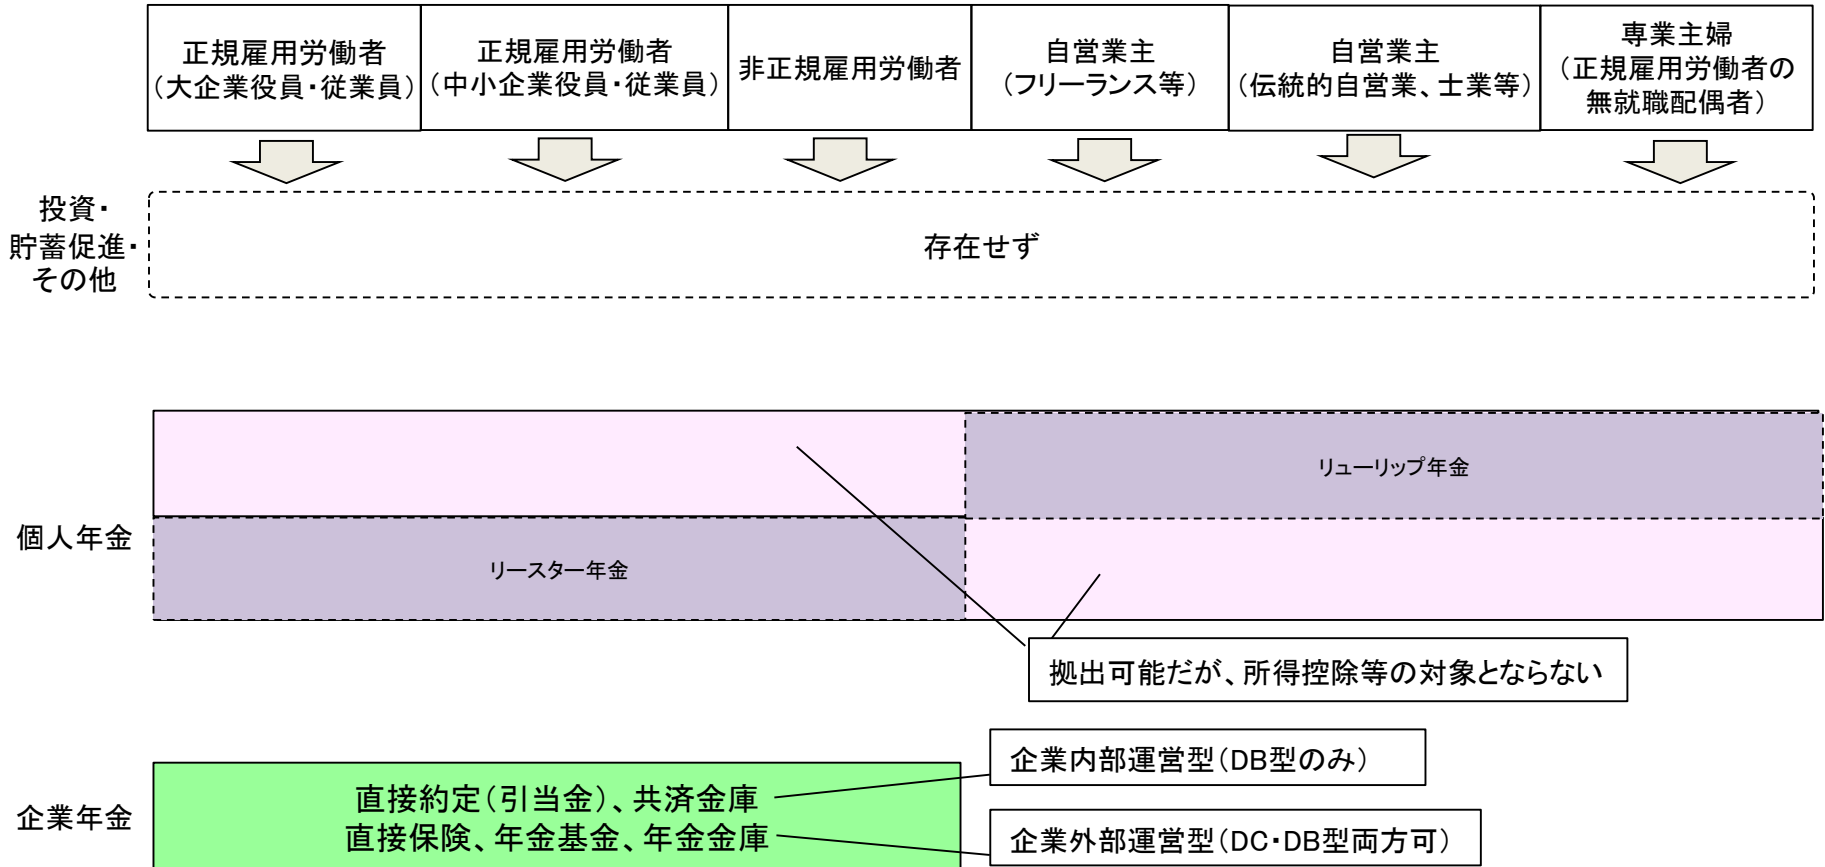 正規雇用労働者
（大企業役員・従業員）
正規雇用労働者
（中小企業役員・従業員）
非正規雇用労働者
自営業主
（フリーランス等）
自営業主
（伝統的自営業、士業等）
専業主婦
（正規雇用労働者の
無就職配偶者）
投資・
貯蓄促進・
その他
存在せず
個人年金
リューリップ年金
リースター年金
拠出可能だが、所得控除等の対象とならない
企業年金
直接約定（引当金）、共済金庫
直接保険、年金基金、年金金庫
企業内部運営型（DB型のみ）
企業外部運営型（DC・DB型両方可）